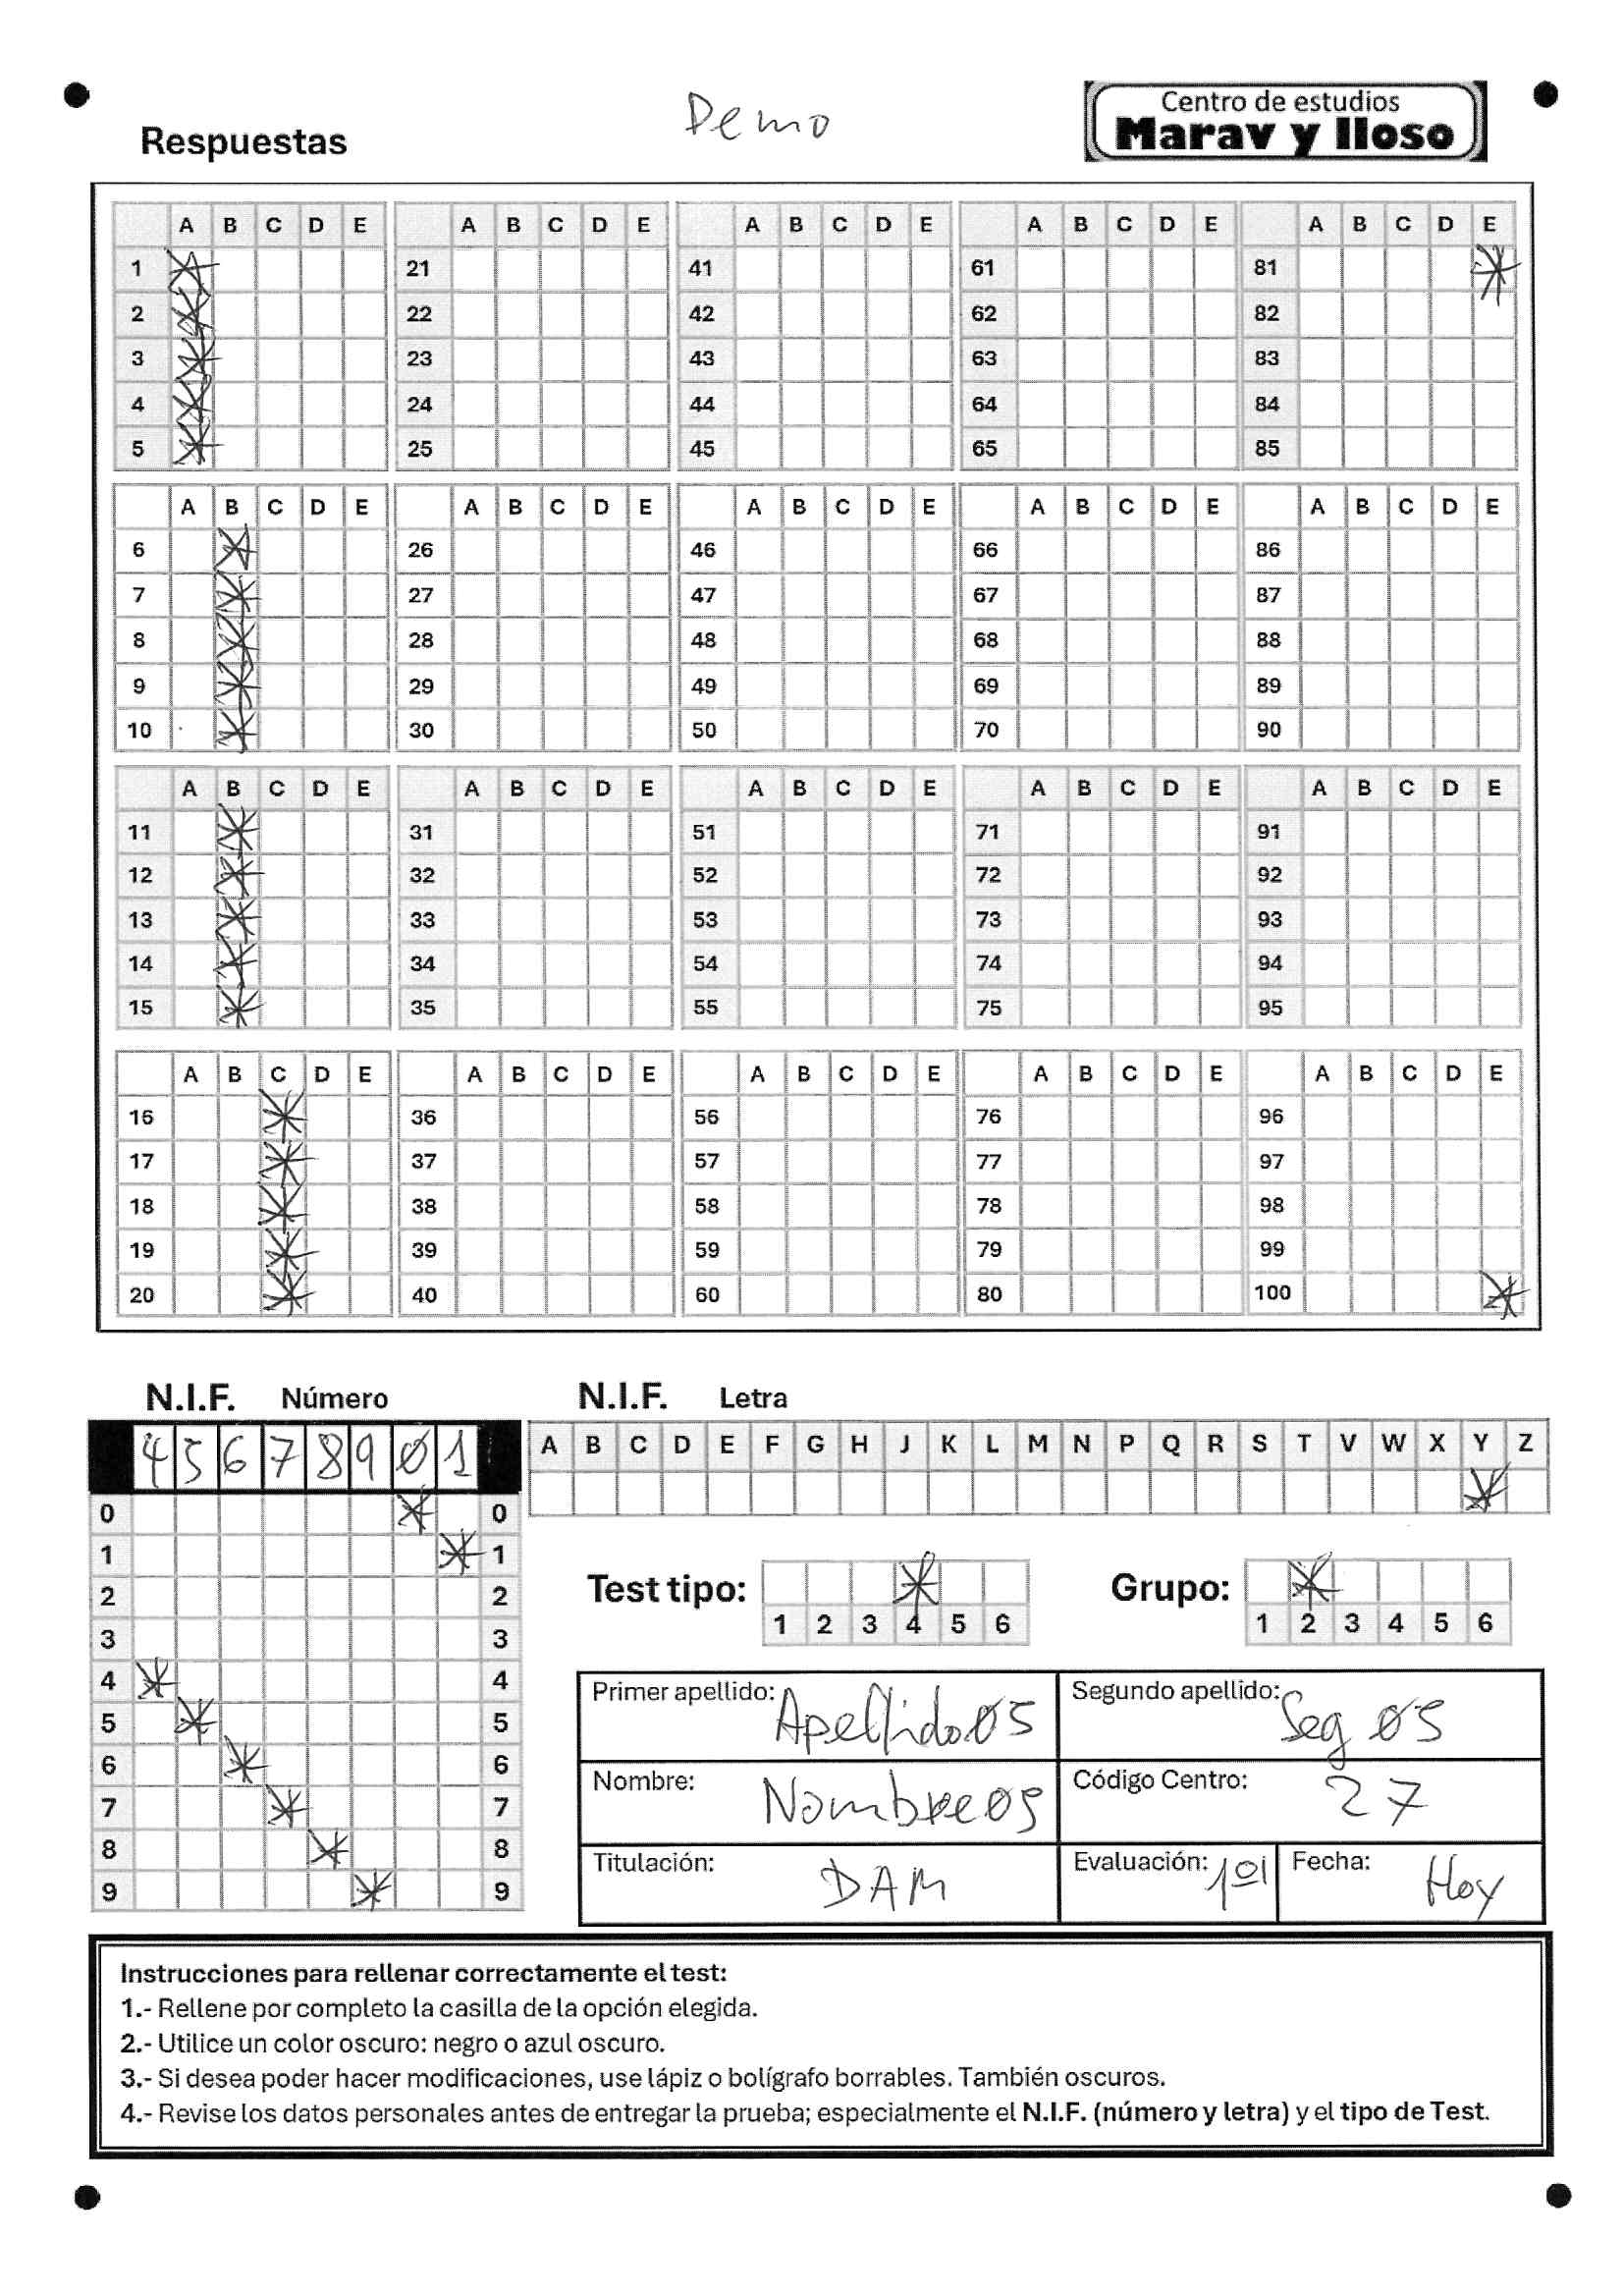 Demo
Centro de estudios
Marav y lloso
Respuestas
A B C D E A B C D E A B C D E A B C D E A B C D E
1 21 41 61 81
2 22 42 62 82
3 23 43 63 83
4 24 44 64 84
5 25 45 65 85
A B C D E A B C D E A B C D E A B C D E A B C D E
6 26 46 66 86
7 27 47 67 87
8 28 48 68 88
9 29 49 69 89
10 30 50 70 90
A B C D E A B C D E A B C D E A B C D E A B C D E
11 31 51 71 91
12 32 52 72 92
13 33 53 73 93
14 34 54 74 94
15 35 55 75 95
A B C D E A B C D E A B C D E A B C D E A B C D E
16 36 56 76 96
17 37 57 77 97
18 38 58 78 98
19 39 59 79 99
20 40 60 80 100
N.I.F. Número N.I.F. Letra
4 5 6 7 8 9 0 1 A B C D E F G H J K L M N P Q R S T V W X Y Z
0 0
1 1
2 2
3 3
4 4
5 5
6 6
7 7
8 8
9 9
Test tipo: Grupo:
1 2 3 4 5 6 1 2 3 4 5 6
Primer apellido: Apellido05 Segundo apellido: Seg 05
Nombre: Nombre05 Código Centro: 27
Titulación: DAM Evaluación: 1ª Fecha: Hoy
Instrucciones para rellenar correctamente el test:
1.- Rellene por completo la casilla de la opción elegida.
2.- Utilice un color oscuro: negro o azul oscuro.
3.- Si desea poder hacer modificaciones, use lápiz o bolígrafo borrables. También oscuros.
4.- Revise los datos personales antes de entregar la prueba; especialmente el N.I.F. (número y letra) y el tipo de Test.